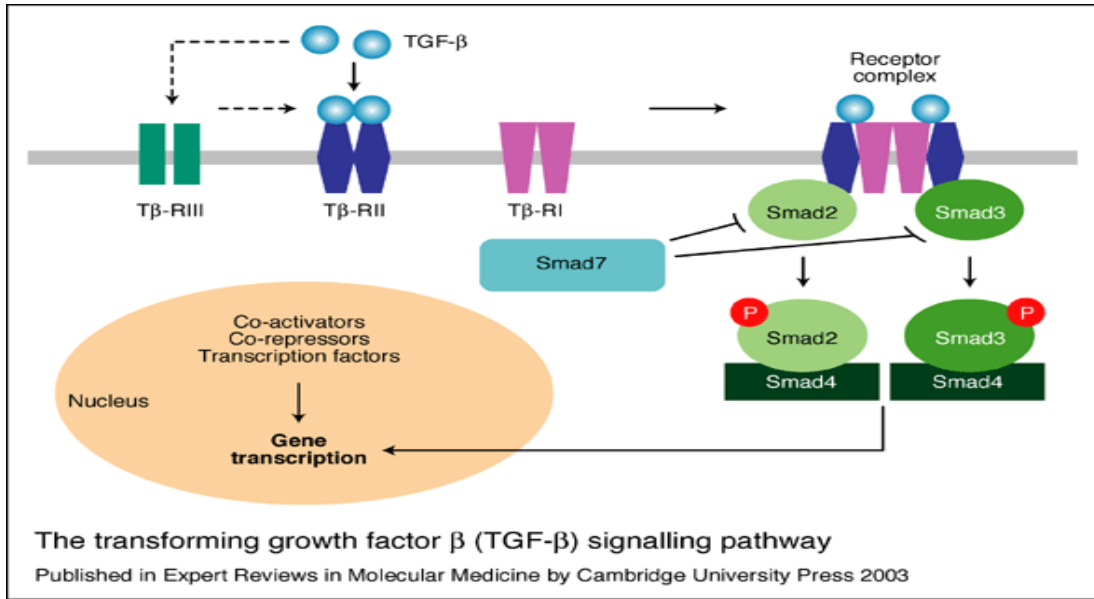 TGF-β
Receptor
complex
Tβ-RIII
Tβ-RII
Tβ-RI
Smad2
Smad3
Smad7
P
P
Smad2
Smad3
Smad4
Smad4
Co-activators
Co-repressors
Transcription factors
Nucleus
Gene
transcription
The transforming growth factor β (TGF-β) signalling pathway
Published in Expert Reviews in Molecular Medicine by Cambridge University Press 2003